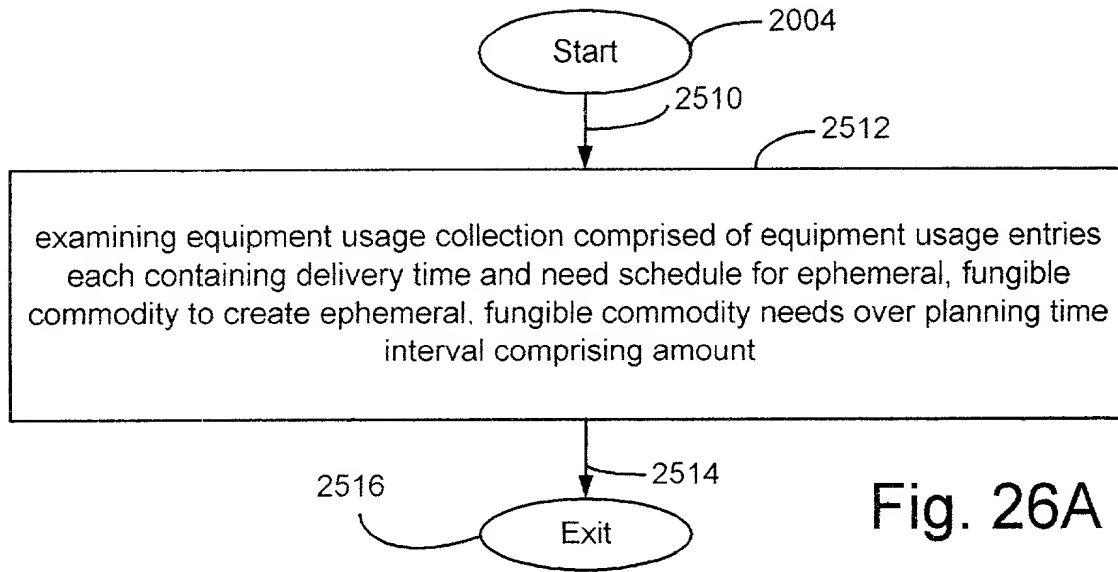 Start
2004
2510
2512
examining equipment usage collection comprised of equipment usage entries
each containing delivery time and need schedule for ephemeral, fungible
commodity to create ephemeral, fungible commodity needs over planning time
interval comprising amount
2514
2516
Exit
Fig. 26A